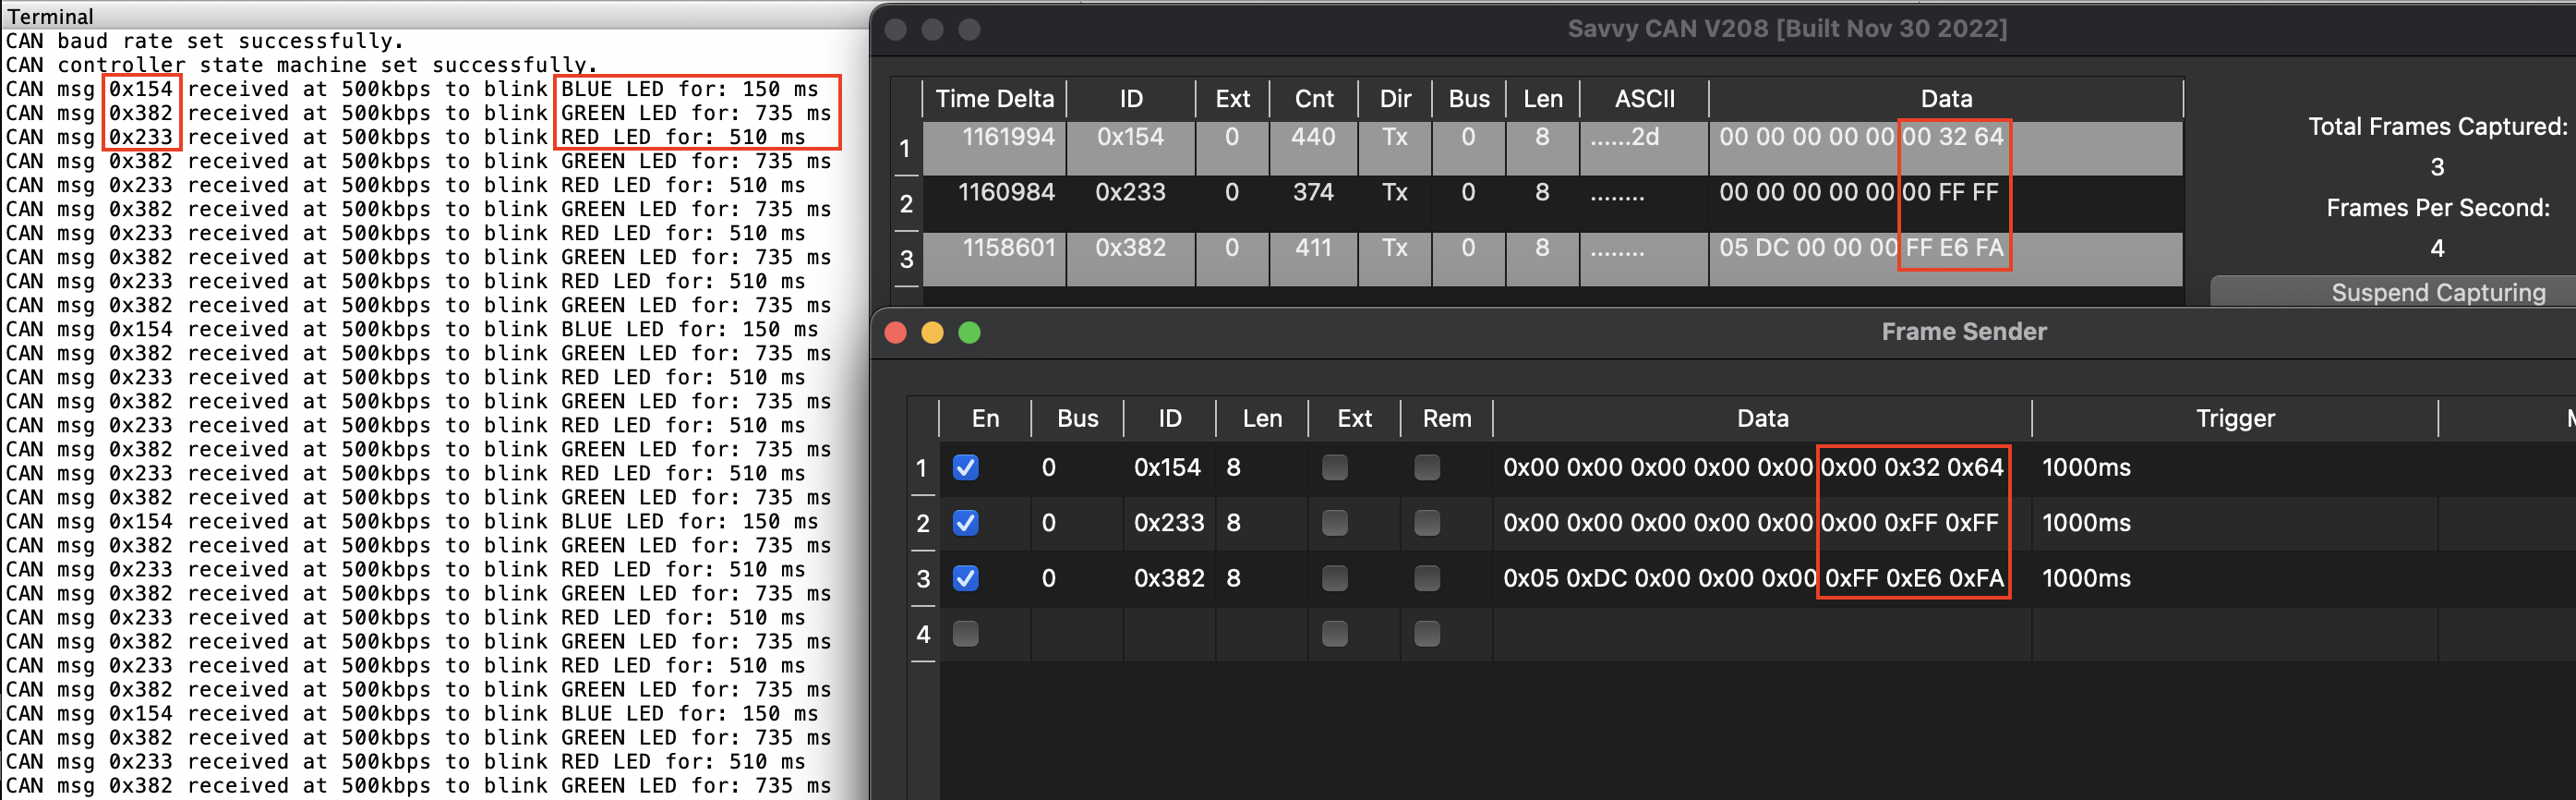 Terminal
CAN baud rate set successfully.
CAN controller state machine set successfully.
CAN msg 0x154 received at 500kbps to blink BLUE LED for: 150 ms
CAN msg 0x382 received at 500kbps to blink GREEN LED for: 735 ms
CAN msg 0x233 received at 500kbps to blink RED LED for: 510 ms
CAN msg 0x382 received at 500kbps to blink GREEN LED for: 735 ms
CAN msg 0x233 received at 500kbps to blink RED LED for: 510 ms
CAN msg 0x382 received at 500kbps to blink GREEN LED for: 735 ms
CAN msg 0x233 received at 500kbps to blink RED LED for: 510 ms
CAN msg 0x382 received at 500kbps to blink GREEN LED for: 735 ms
CAN msg 0x233 received at 500kbps to blink RED LED for: 510 ms
CAN msg 0x382 received at 500kbps to blink GREEN LED for: 735 ms
CAN msg 0x154 received at 500kbps to blink BLUE LED for: 150 ms
CAN msg 0x382 received at 500kbps to blink GREEN LED for: 735 ms
CAN msg 0x233 received at 500kbps to blink RED LED for: 510 ms
CAN msg 0x382 received at 500kbps to blink GREEN LED for: 735 ms
CAN msg 0x233 received at 500kbps to blink RED LED for: 510 ms
CAN msg 0x382 received at 500kbps to blink GREEN LED for: 735 ms
CAN msg 0x233 received at 500kbps to blink RED LED for: 510 ms
CAN msg 0x382 received at 500kbps to blink GREEN LED for: 735 ms
CAN msg 0x154 received at 500kbps to blink BLUE LED for: 150 ms
CAN msg 0x382 received at 500kbps to blink GREEN LED for: 735 ms
CAN msg 0x233 received at 500kbps to blink RED LED for: 510 ms
CAN msg 0x382 received at 500kbps to blink GREEN LED for: 735 ms
CAN msg 0x233 received at 500kbps to blink RED LED for: 510 ms
CAN msg 0x382 received at 500kbps to blink GREEN LED for: 735 ms
CAN msg 0x233 received at 500kbps to blink RED LED for: 510 ms
CAN msg 0x382 received at 500kbps to blink GREEN LED for: 735 ms
CAN msg 0x154 received at 500kbps to blink BLUE LED for: 150 ms
CAN msg 0x382 received at 500kbps to blink GREEN LED for: 735 ms
CAN msg 0x233 received at 500kbps to blink RED LED for: 510 ms
CAN msg 0x382 received at 500kbps to blink GREEN LED for: 735 ms
Savvy CAN V208 [Built Nov 30 2022]
Time Delta ID Ext Cnt Dir Bus Len ASCII Data
1 1161994 0x154 0 440 Tx 0 8 ......2d 00 00 00 00 00 00 32 64
2 1160984 0x233 0 374 Tx 0 8 ........ 00 00 00 00 00 00 FF FF
3 1158601 0x382 0 411 Tx 0 8 ........ 05 DC 00 00 00 FF E6 FA
Total Frames Captured:
3
Frames Per Second:
4
Suspend Capturing
Frame Sender
En Bus ID Len Ext Rem Data Trigger M
1 0 0x154 8 0x00 0x00 0x00 0x00 0x00 0x00 0x32 0x64 1000ms
2 0 0x233 8 0x00 0x00 0x00 0x00 0x00 0x00 0xFF 0xFF 1000ms
3 0 0x382 8 0x05 0xDC 0x00 0x00 0x00 0xFF 0xE6 0xFA 1000ms
4